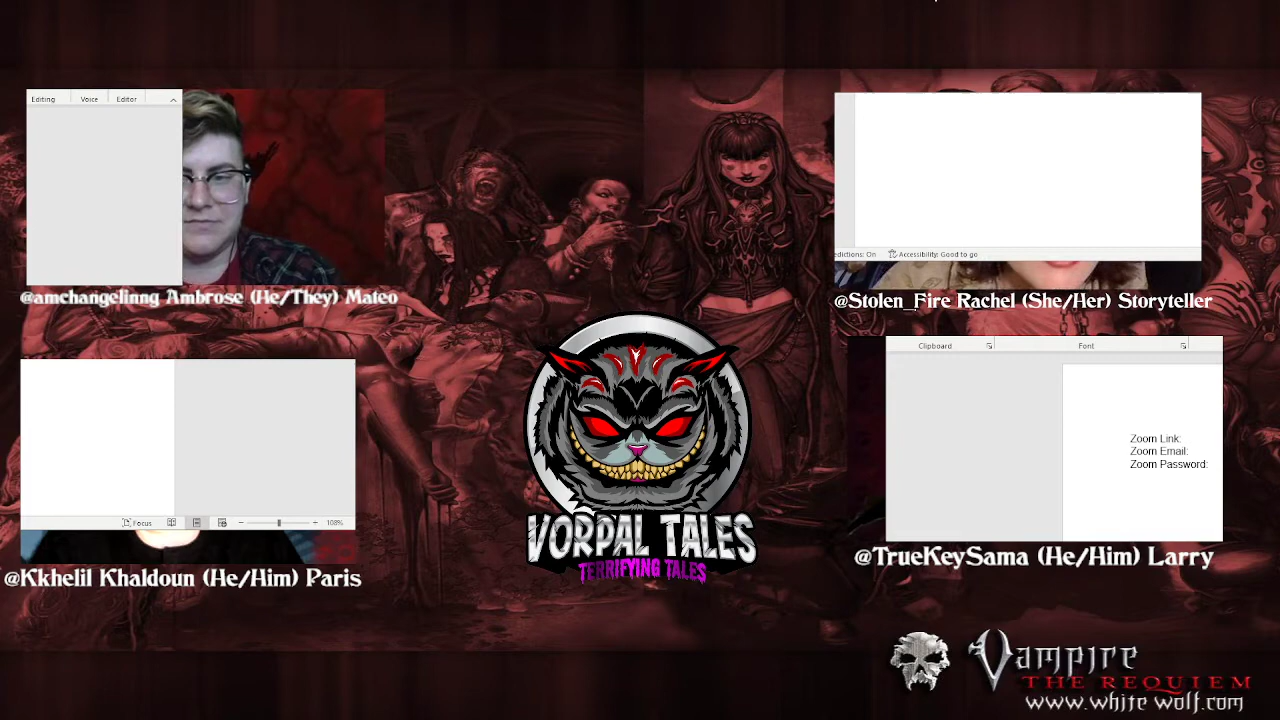 Editing Voice Editor
@amchangelinng Ambrose (He/They) Mateo
edictions: On Accessibility: Good to go
@Stolen_Fire Rachel (She/Her) Storyteller
Clipboard Font
Zoom Link:
Zoom Email:
Zoom Password:
@TrueKeySama (He/Him) Larry
Focus 108%
@Kkhelil Khaldoun (He/Him) Paris
VORPAL TALES
TERRIFYING TALES
Vampire
THE REQUIEM
www.white wolf.com